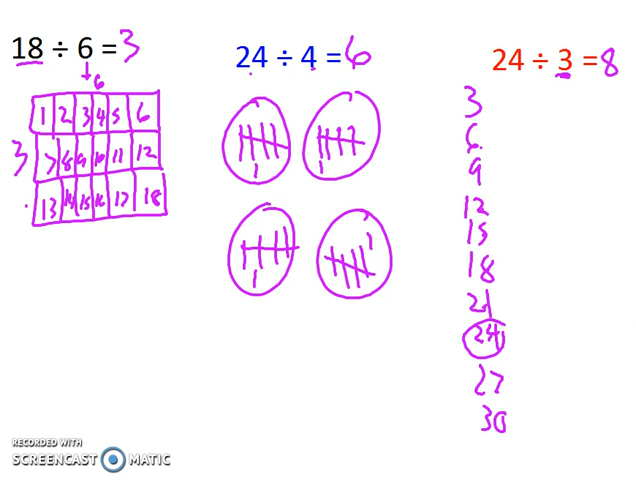 18 ÷ 6 = 3
6
1 2 3 4 5 6
3 7 8 9 10 11 12
13 14 15 16 17 18
24 ÷ 4 = 6
24 ÷ 3 = 8
3
6
9
12
15
18
21
24
27
30
RECORDED WITH
SCREENCAST MATIC